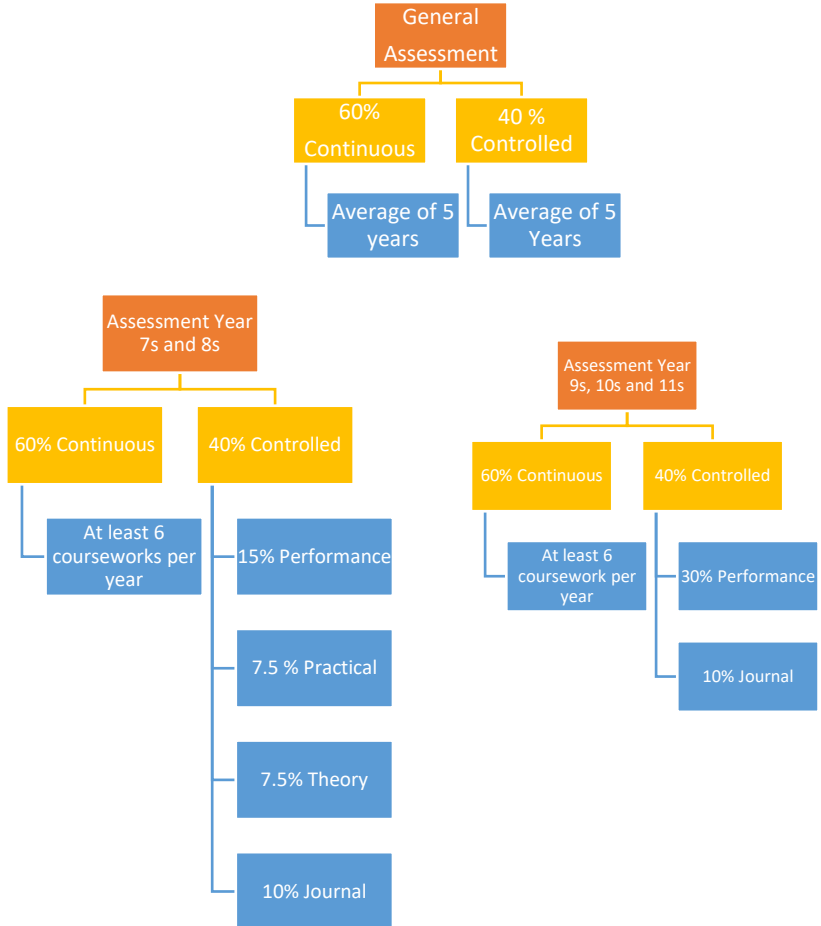 General
Assessment
60%
Continuous
40 %
Controlled
Average of 5
years
Average of 5
Years
Assessment Year
7s and 8s
60% Continuous
40% Controlled
At least 6
courseworks per
year
15% Performance
7.5 % Practical
7.5% Theory
10% Journal
Assessment Year
9s, 10s and 11s
60% Continuous
40% Controlled
At least 6
coursework per
year
30% Performance
10% Journal